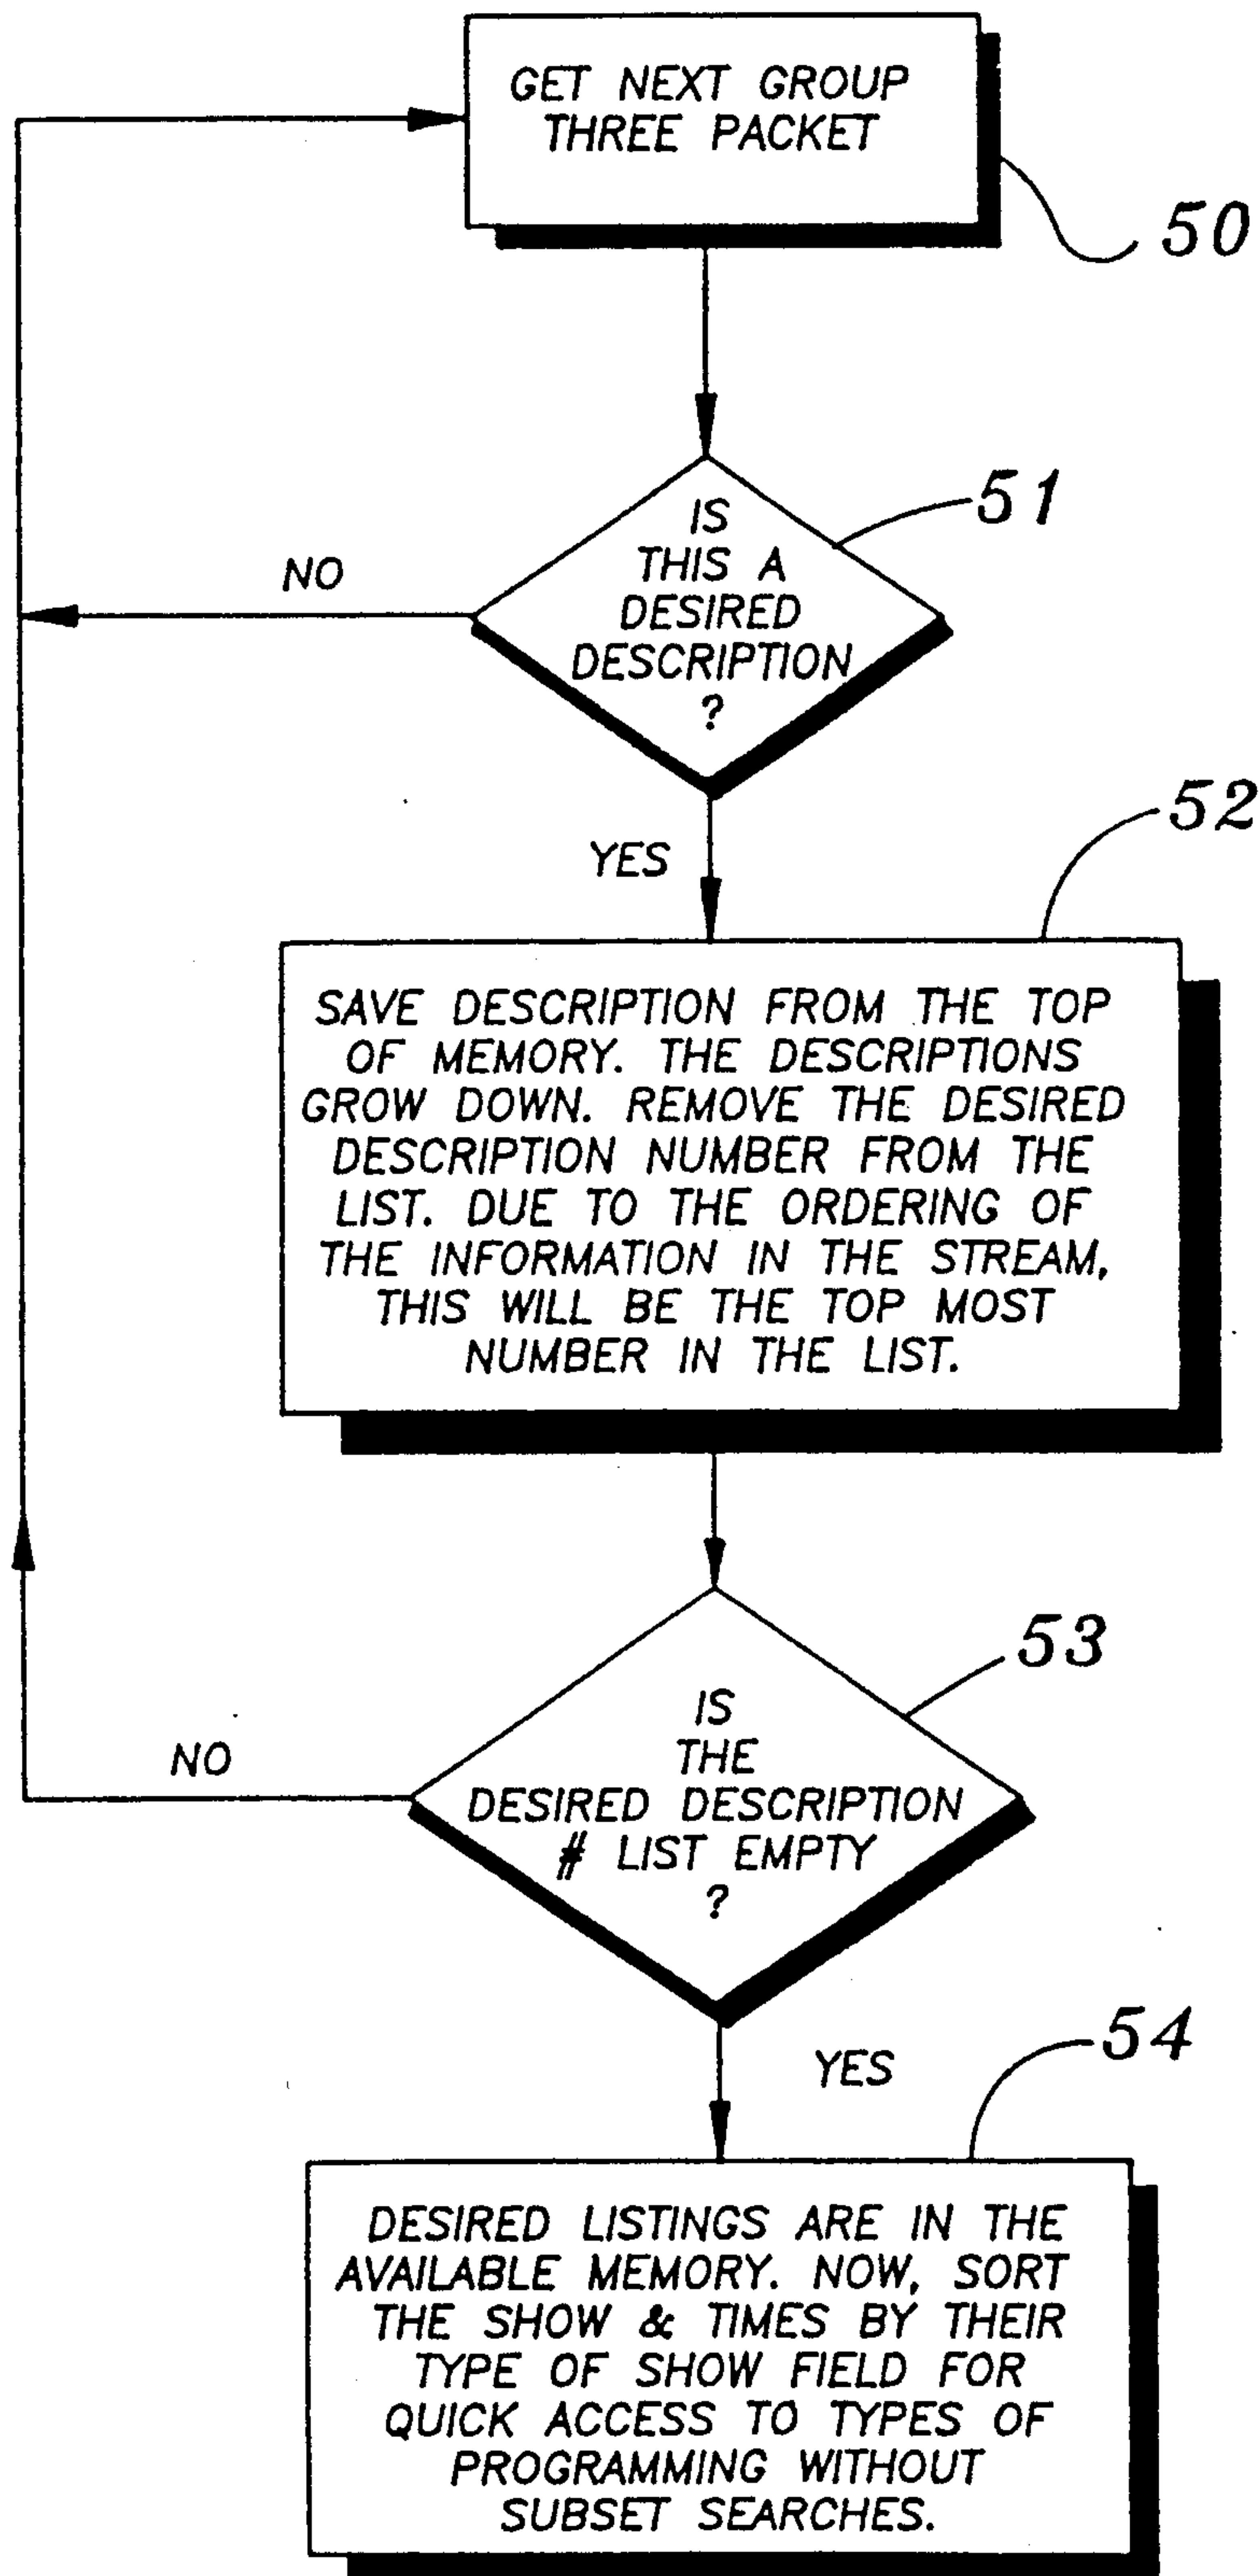 GET NEXT GROUP
THREE PACKET
50
IS
THIS A
DESIRED
DESCRIPTION
?
51
NO
YES
52
SAVE DESCRIPTION FROM THE TOP
OF MEMORY. THE DESCRIPTIONS
GROW DOWN. REMOVE THE DESIRED
DESCRIPTION NUMBER FROM THE
LIST. DUE TO THE ORDERING OF
THE INFORMATION IN THE STREAM,
THIS WILL BE THE TOP MOST
NUMBER IN THE LIST.
53
IS
THE
DESIRED DESCRIPTION
# LIST EMPTY
?
NO
YES
54
DESIRED LISTINGS ARE IN THE
AVAILABLE MEMORY. NOW, SORT
THE SHOW & TIMES BY THEIR
TYPE OF SHOW FIELD FOR
QUICK ACCESS TO TYPES OF
PROGRAMMING WITHOUT
SUBSET SEARCHES.